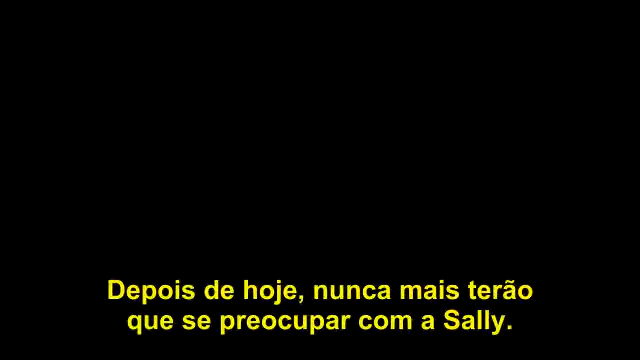 Depois de hoje, nunca mais terão
que se preocupar com a Sally.